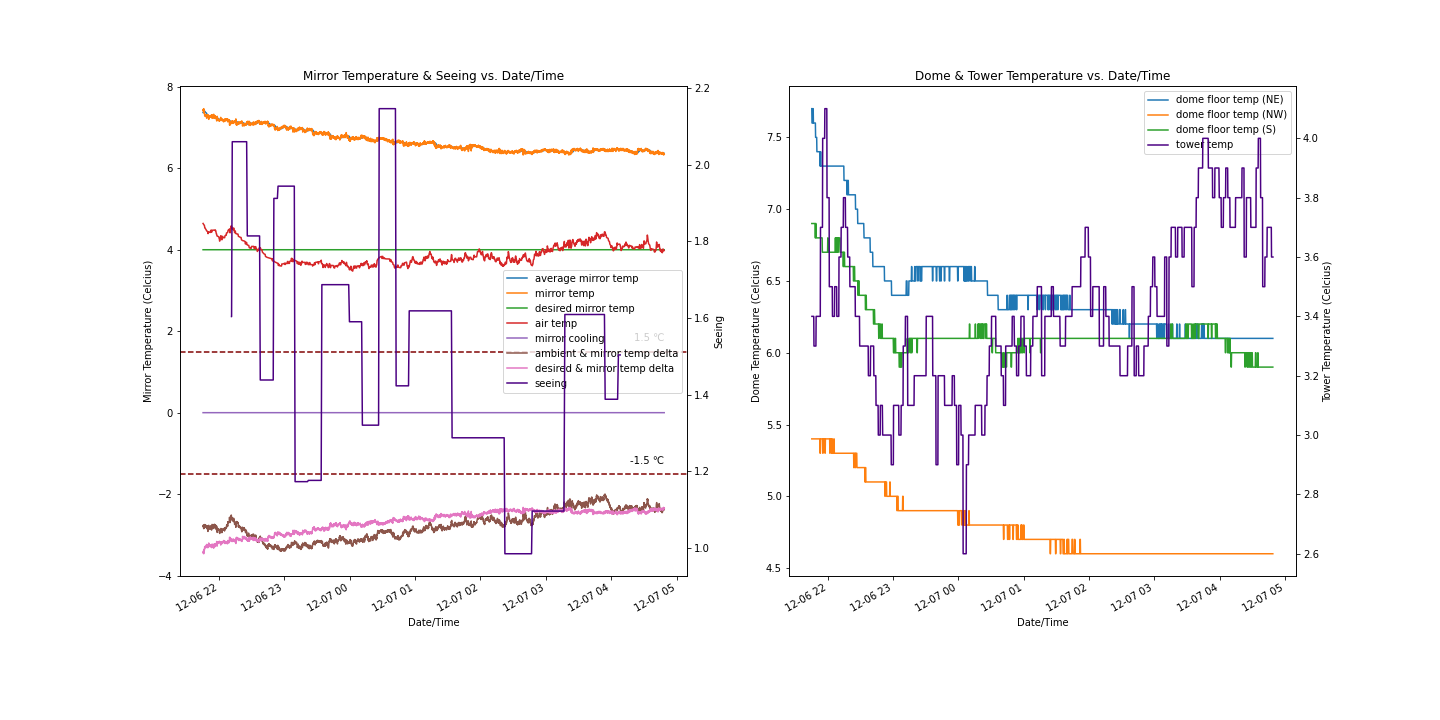 Mirror Temperature & Seeing vs. Date/Time
Mirror Temperature (Celcius)
8
6
4
2
0
−2
−4
2.2
2.0
1.8
1.6
1.4
1.2
1.0
Seeing
average mirror temp
mirror temp
desired mirror temp
air temp
mirror cooling
ambient & mirror temp delta
desired & mirror temp delta
seeing
1.5 °C
-1.5 °C
12-06 22
12-06 23
12-07 00
12-07 01
12-07 02
12-07 03
12-07 04
12-07 05
Date/Time
Dome & Tower Temperature vs. Date/Time
Dome Temperature (Celcius)
7.5
7.0
6.5
6.0
5.5
5.0
4.5
4.0
3.8
3.6
3.4
3.2
3.0
2.8
2.6
Tower Temperature (Celcius)
dome floor temp (NE)
dome floor temp (NW)
dome floor temp (S)
tower temp
12-06 22
12-06 23
12-07 00
12-07 01
12-07 02
12-07 03
12-07 04
12-07 05
Date/Time